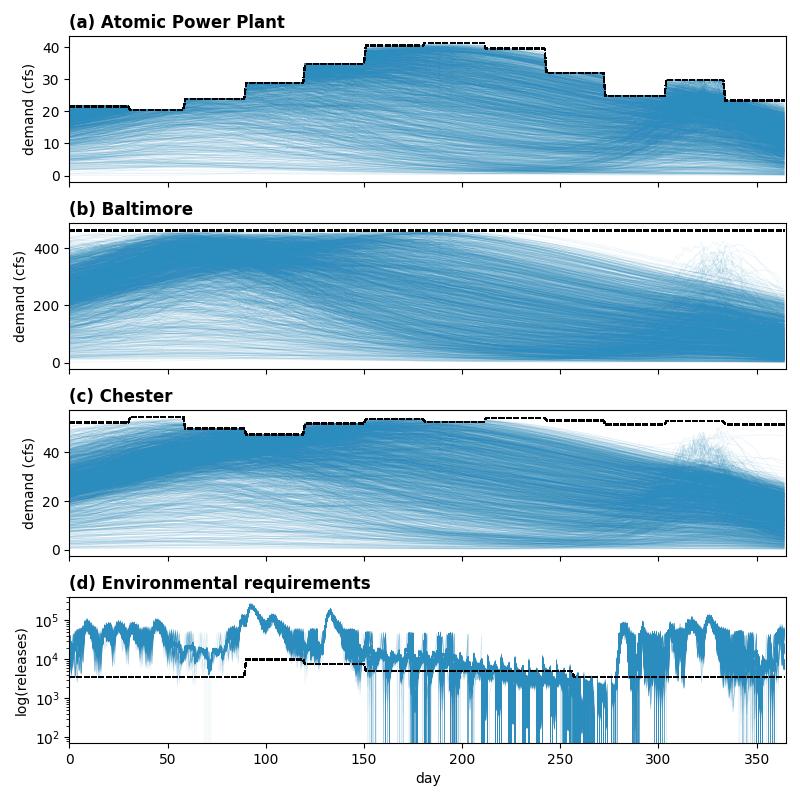 (a) Atomic Power Plant
demand (cfs)
40
30
20
10
0
(b) Baltimore
demand (cfs)
400
200
0
(c) Chester
demand (cfs)
40
20
0
(d) Environmental requirements
log(releases)
10⁵
10⁴
10³
10²
0 50 100 150 200 250 300 350
day